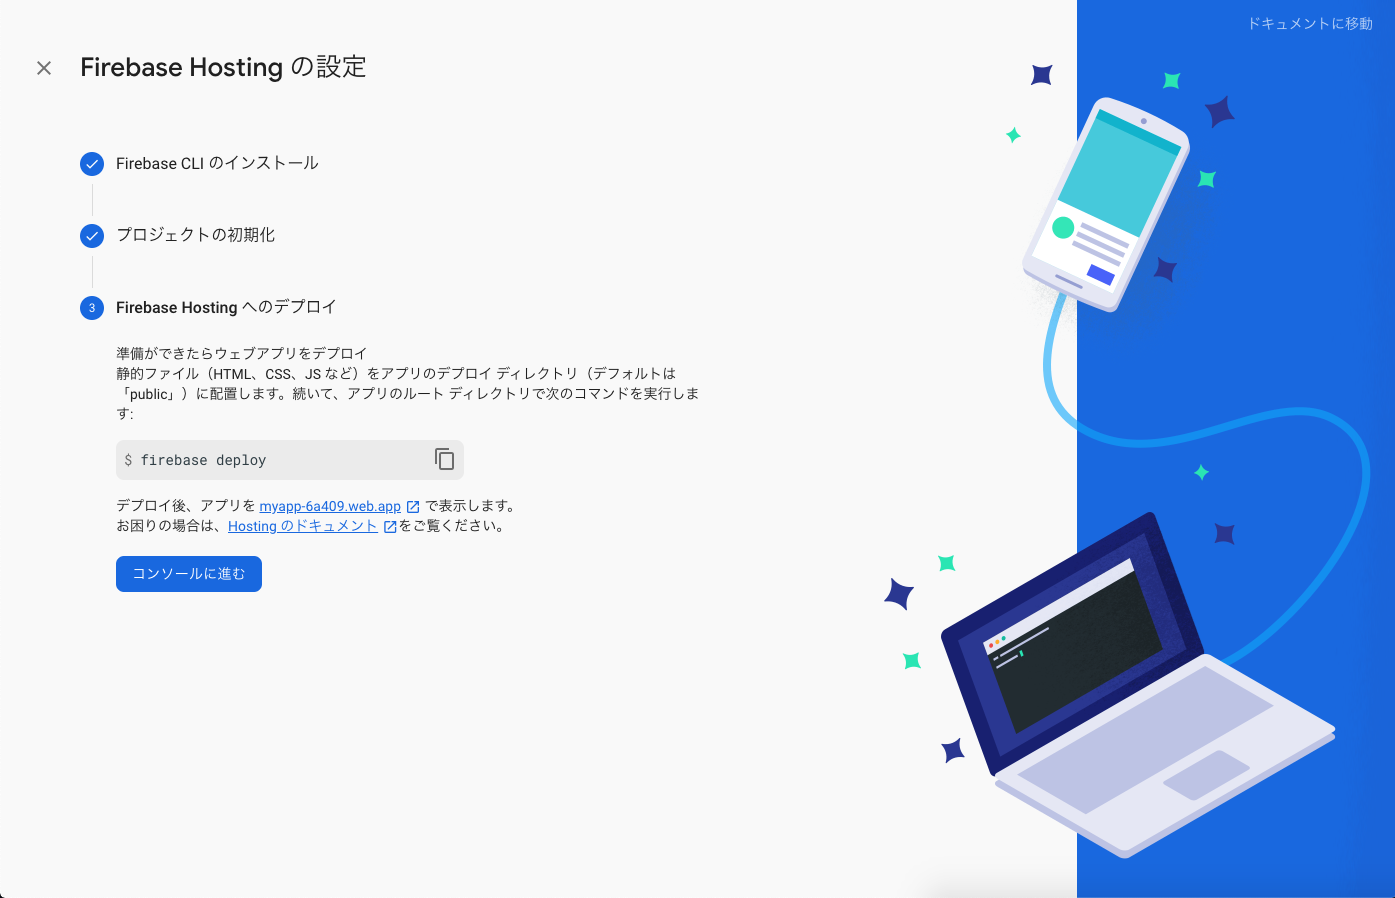 ドキュメントに移動
Firebase Hosting の設定
Firebase CLI のインストール
プロジェクトの初期化
3 Firebase Hosting へのデプロイ
準備ができたらウェブアプリをデプロイ
静的ファイル（HTML、CSS、JS など）をアプリのデプロイ ディレクトリ（デフォルトは
「public」）に配置します。続いて、アプリのルート ディレクトリで次のコマンドを実行しま
す:
$ firebase deploy
デプロイ後、アプリを myapp-6a409.web.app で表示します。
お困りの場合は、Hosting のドキュメント をご覧ください。
コンソールに進む